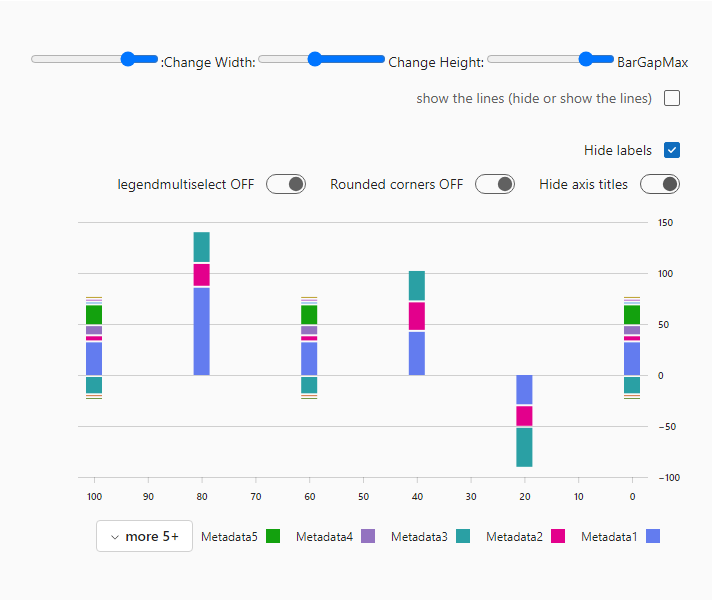 :Change Width: Change Height: BarGapMax
show the lines (hide or show the lines)
Hide labels
legendmultiselect OFF Rounded corners OFF Hide axis titles
150
100
50
0
−50
−100
100 90 80 70 60 50 40 30 20 10 0
more 5+ Metadata5 Metadata4 Metadata3 Metadata2 Metadata1